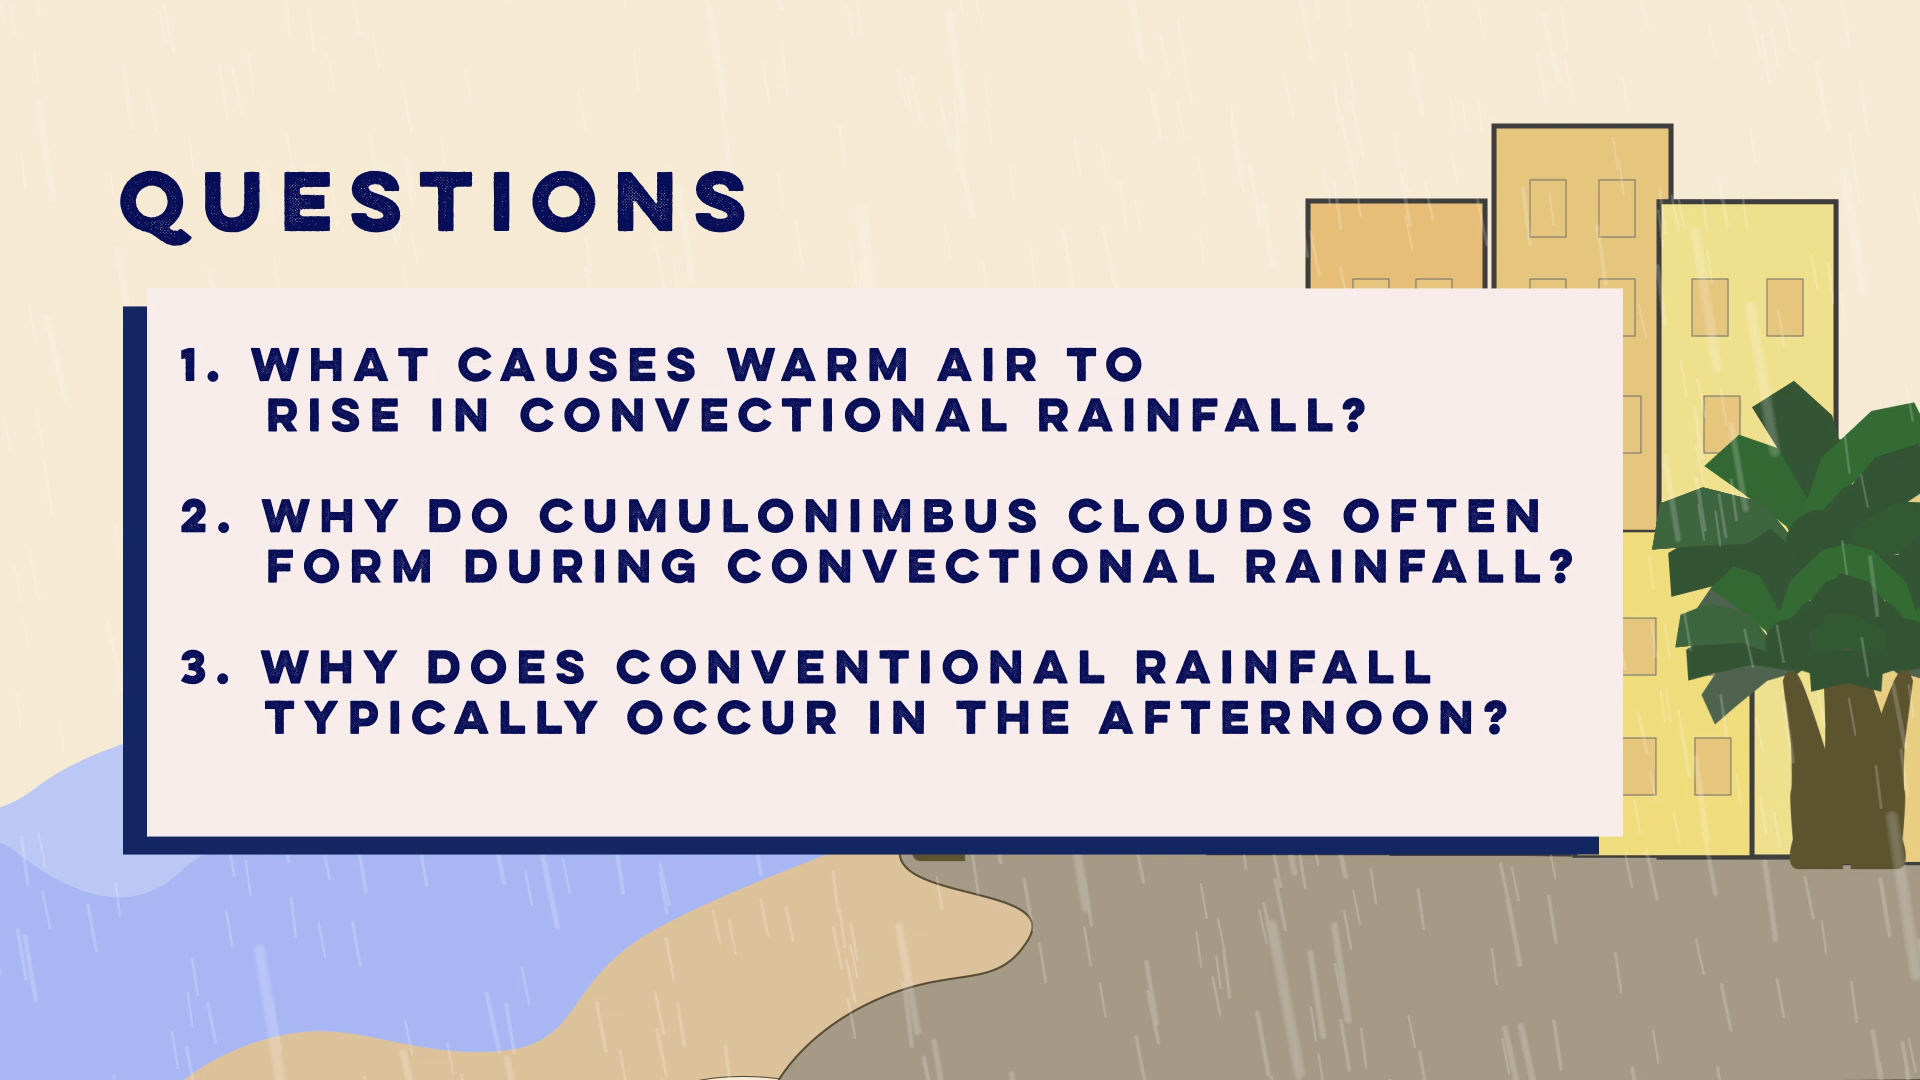 QUESTIONS
1. WHAT CAUSES WARM AIR TO
RISE IN CONVECTIONAL RAINFALL?
2. WHY DO CUMULONIMBUS CLOUDS OFTEN
FORM DURING CONVECTIONAL RAINFALL?
3. WHY DOES CONVENTIONAL RAINFALL
TYPICALLY OCCUR IN THE AFTERNOON?